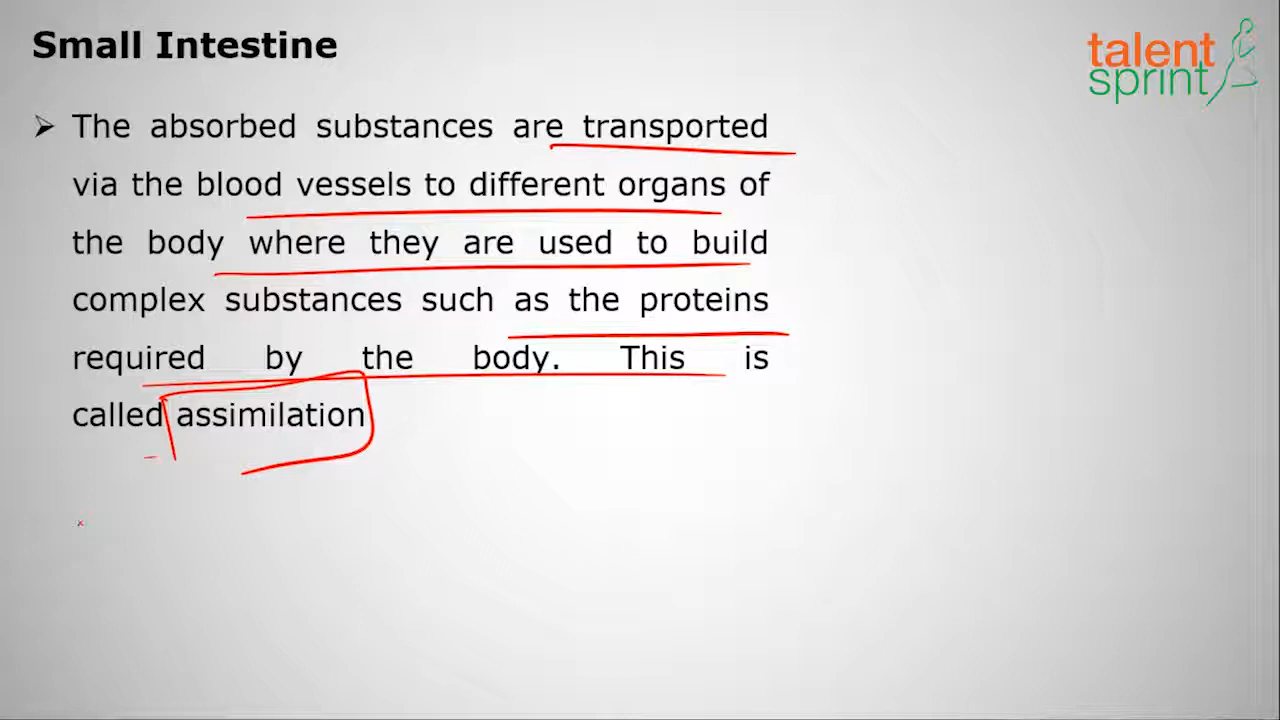 Small Intestine
talent
sprint
➢ The absorbed substances are transported
via the blood vessels to different organs of
the body where they are used to build
complex substances such as the proteins
required by the body. This is
called assimilation